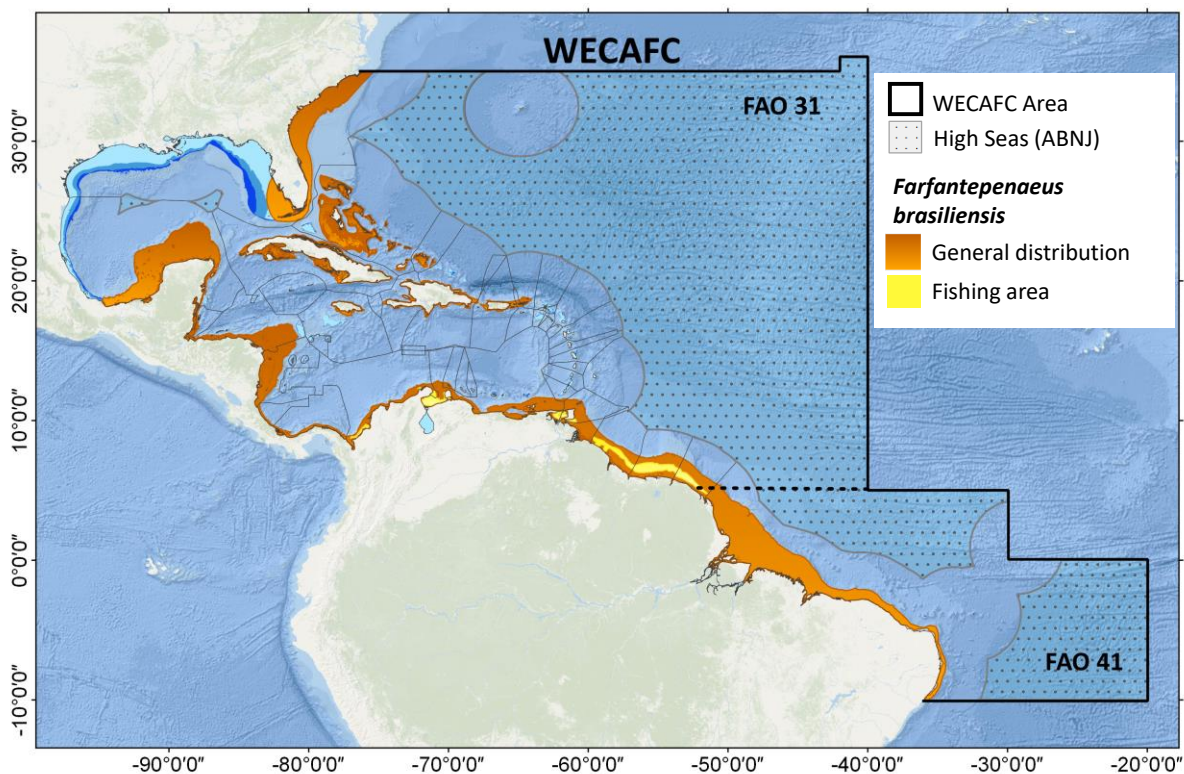 WECAFC
FAO 31
WECAFC Area
High Seas (ABNJ)
Farfantepenaeus
brasiliensis
General distribution
Fishing area
FAO 41
30°0'0"
20°0'0"
10°0'0"
0°0'0"
-10°0'0"
-90°0'0"
-80°0'0"
-70°0'0"
-60°0'0"
-50°0'0"
-40°0'0"
-30°0'0"
-20°0'0"